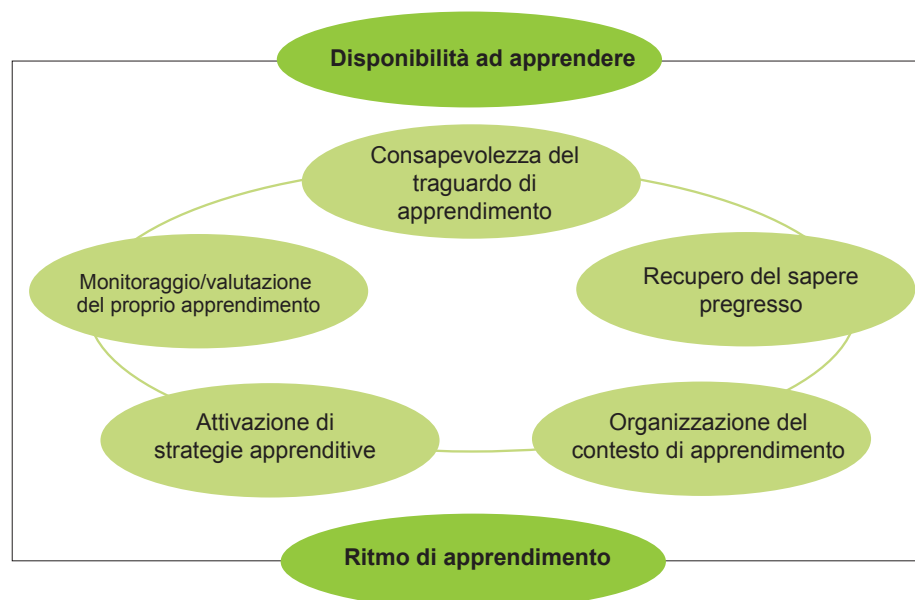 Disponibilità ad apprendere
Consapevolezza del
traguardo di
apprendimento
Monitoraggio/valutazione
del proprio apprendimento
Recupero del sapere
pregresso
Attivazione di
strategie apprenditive
Organizzazione del
contesto di apprendimento
Ritmo di apprendimento